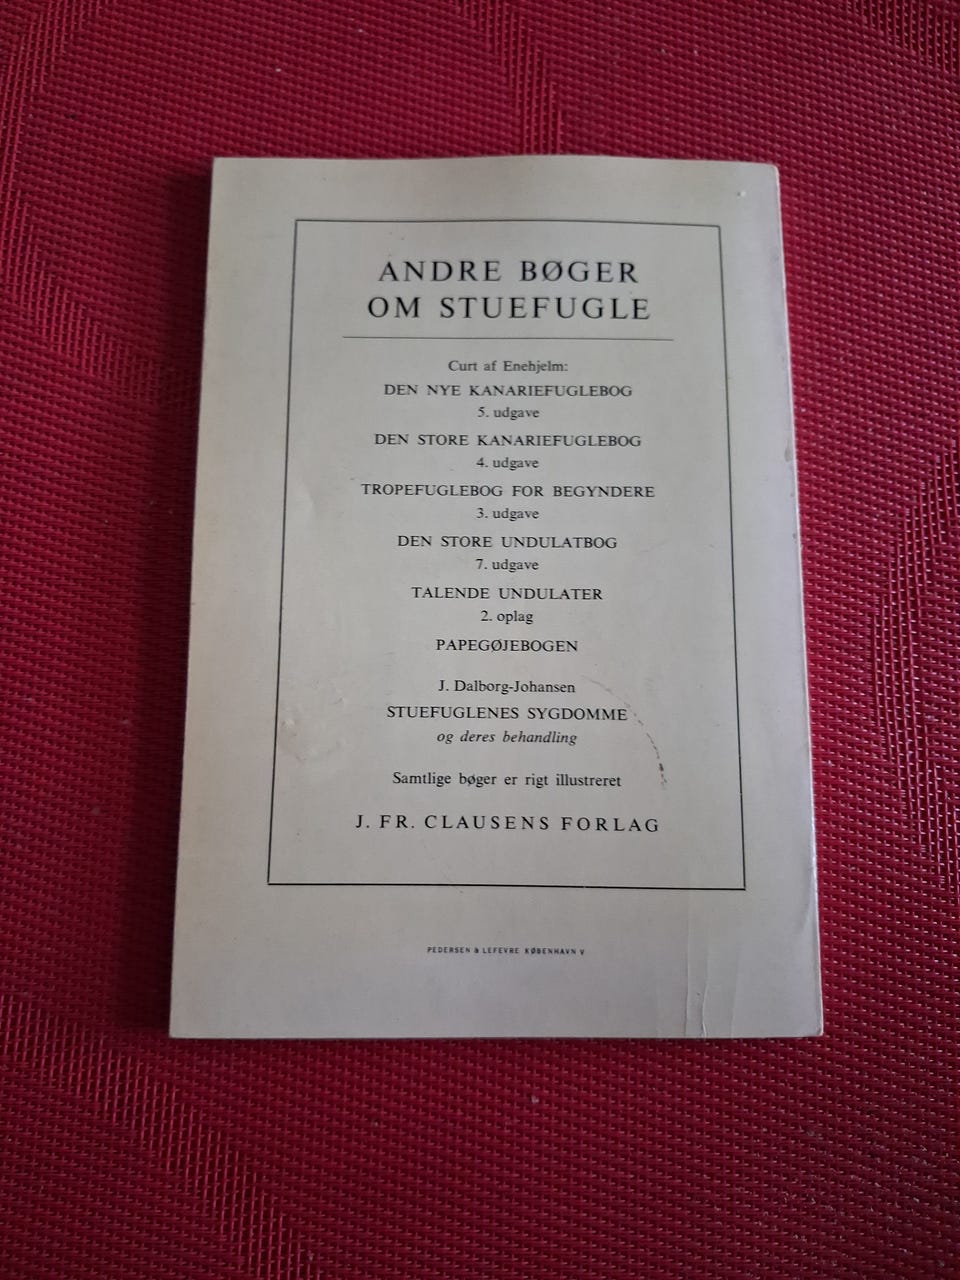 ANDRE BØGER
OM STUEFUGLE
Curt af Enehjelm:
DEN NYE KANARIEFUGLEBOG
5. udgave
DEN STORE KANARIEFUGLEBOG
4. udgave
TROPEFUGLEBOG FOR BEGYNDERE
3. udgave
DEN STORE UNDULATBOG
7. udgave
TALENDE UNDULATER
2. oplag
PAPEGØJEBOGEN
J. Dalborg-Johansen
STUEFUGLENES SYGDOMME
og deres behandling
Samtlige bøger er rigt illustreret
J. FR. CLAUSENS FORLAG
PEDERSEN & LEFEVRE KØBENHAVN V